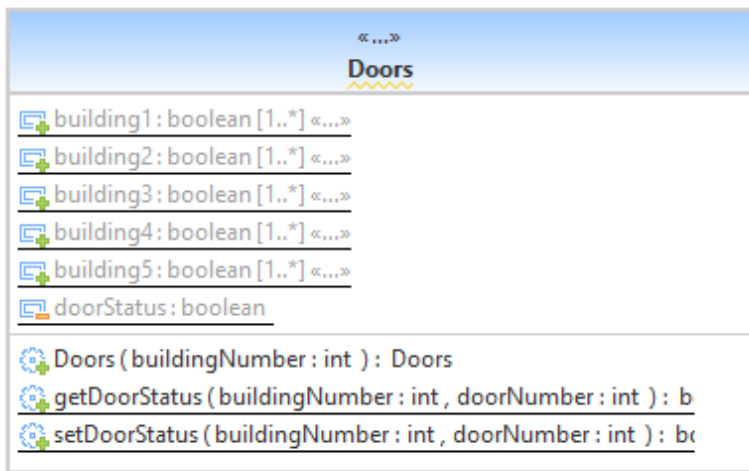 «...»
Doors
building1 : boolean [1..*] «...»
building2 : boolean [1..*] «...»
building3 : boolean [1..*] «...»
building4 : boolean [1..*] «...»
building5 : boolean [1..*] «...»
doorStatus : boolean
Doors ( buildingNumber : int ) : Doors
getDoorStatus ( buildingNumber : int , doorNumber : int ) :
setDoorStatus ( buildingNumber : int , doorNumber : int ) :